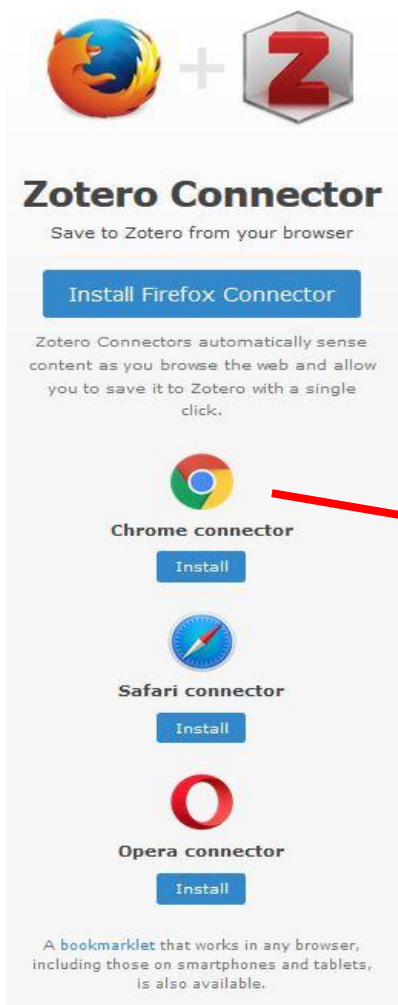 + Z
Zotero Connector
Save to Zotero from your browser
Install Firefox Connector
Zotero Connectors automatically sense
content as you browse the web and allow
you to save it to Zotero with a single
click.
Chrome connector
Install
Safari connector
Install
Opera connector
Install
A bookmarklet that works in any browser,
including those on smartphones and tablets,
is also available.